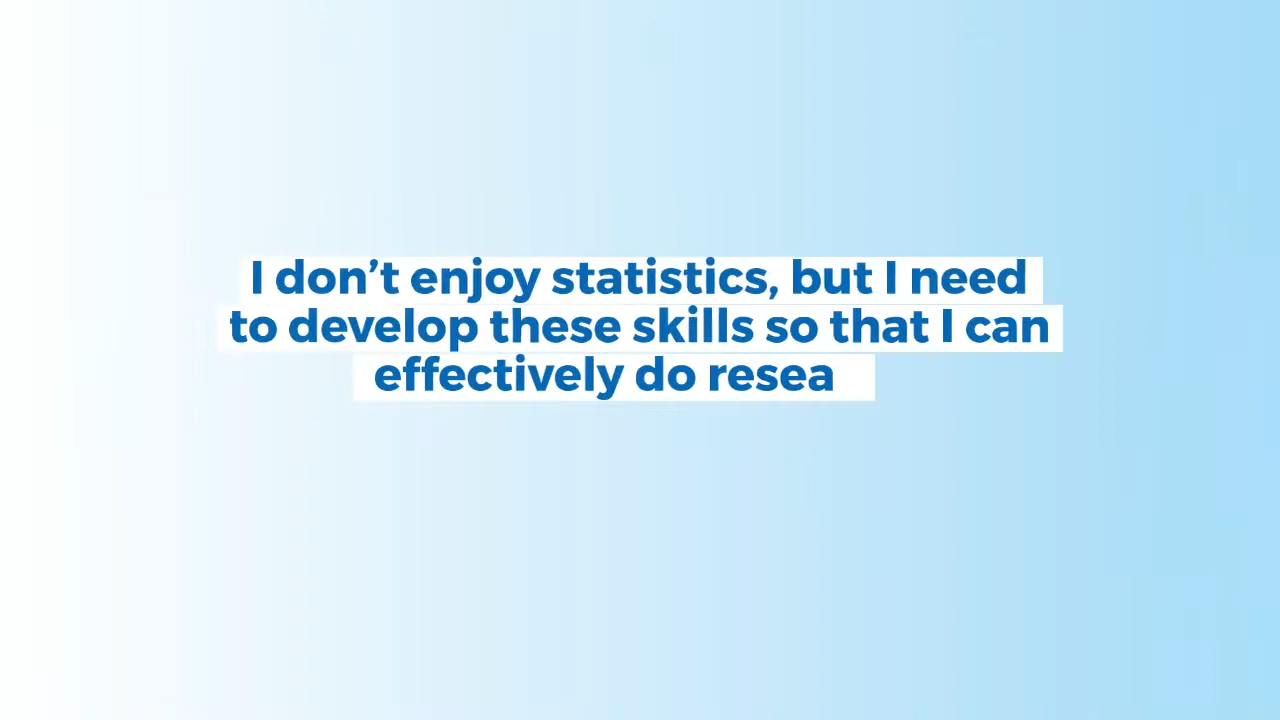 I don’t enjoy statistics, but I need
to develop these skills so that I can
effectively do resea